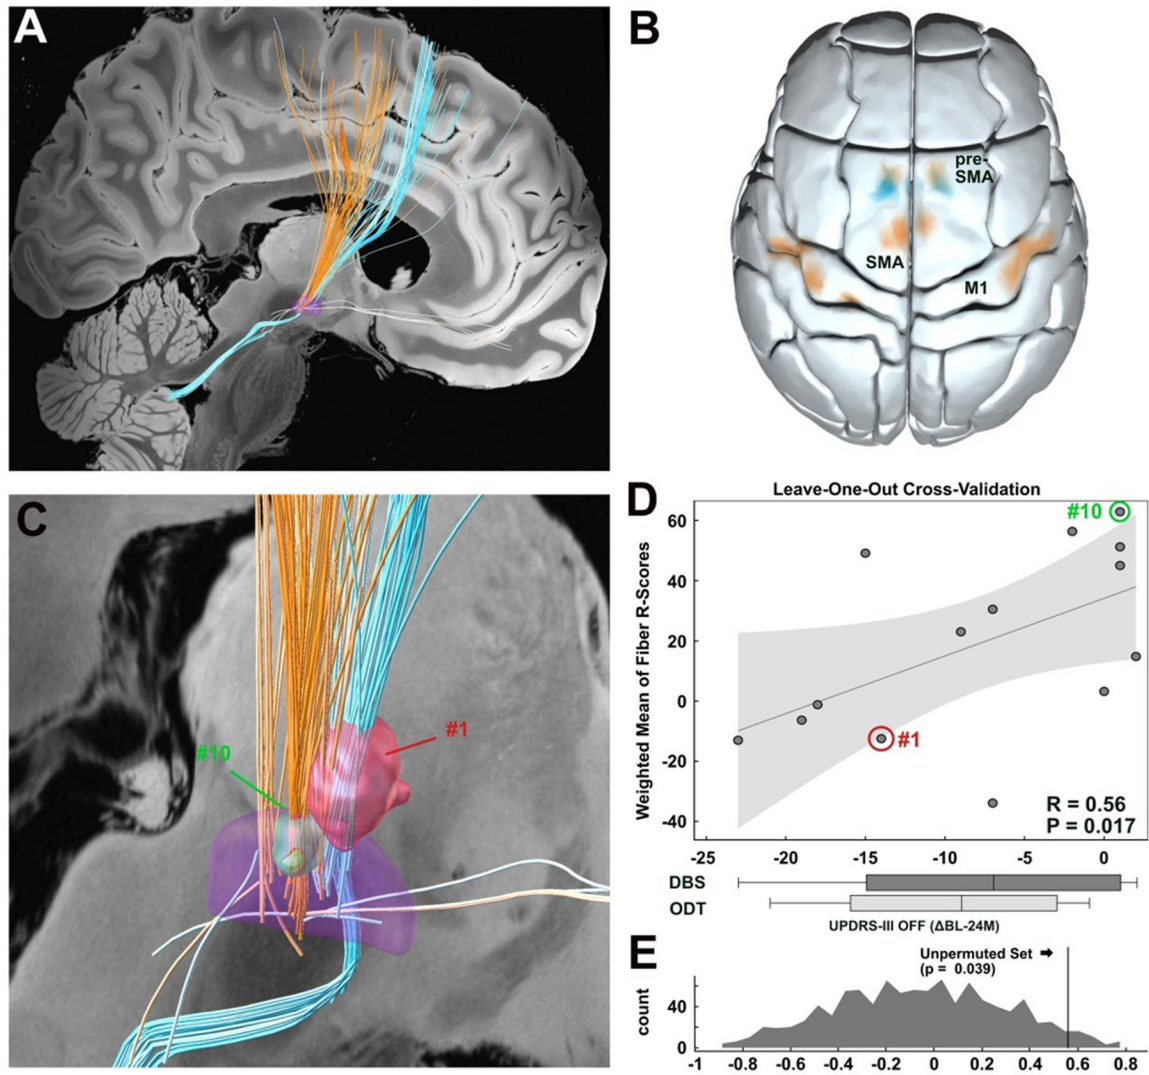 A
B
pre-
SMA
SMA
M1
C
#10
#1
D
Leave-One-Out Cross-Validation
Weighted Mean of Fiber R-Scores
60
40
20
0
-20
-40
#10
#1
R = 0.56
P = 0.017
-25
-20
-15
-10
-5
0
DBS
ODT
UPDRS-III OFF (ΔBL-24M)
E
Unpermuted Set
(p = 0.039)
count
40
0
-1
-0.8
-0.6
-0.4
-0.2
0
0.2
0.4
0.6
0.8